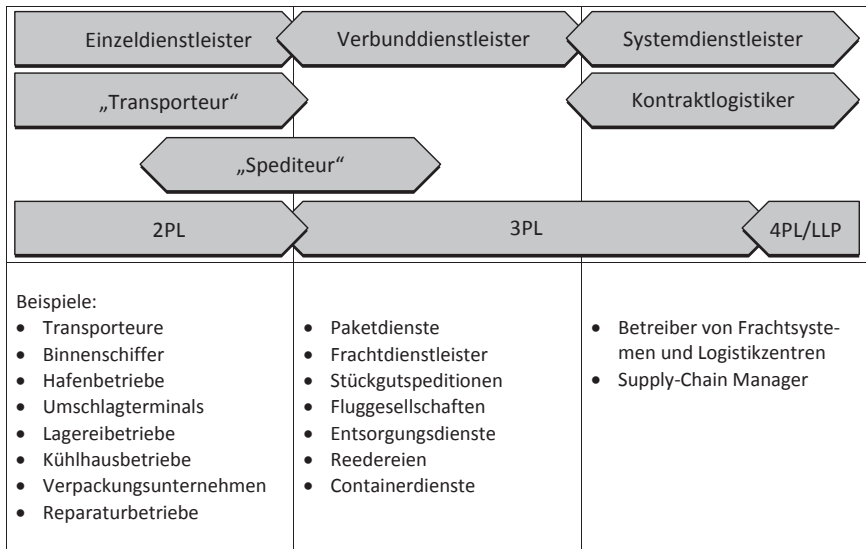 Einzeldienstleister
Verbunddienstleister
Systemdienstleister
„Transporteur“
Kontraktlogistiker
„Spediteur“
2PL
3PL
4PL/LLP
Beispiele:
• Transporteure
• Binnenschiffer
• Hafenbetriebe
• Umschlagterminals
• Lagereibetriebe
• Kühlhausbetriebe
• Verpackungsunternehmen
• Reparaturbetriebe
• Paketdienste
• Frachtdienstleister
• Stückgutspeditionen
• Fluggesellschaften
• Entsorgungsdienste
• Reedereien
• Containerdienste
• Betreiber von Frachtsyste-
men und Logistikzentren
• Supply-Chain Manager